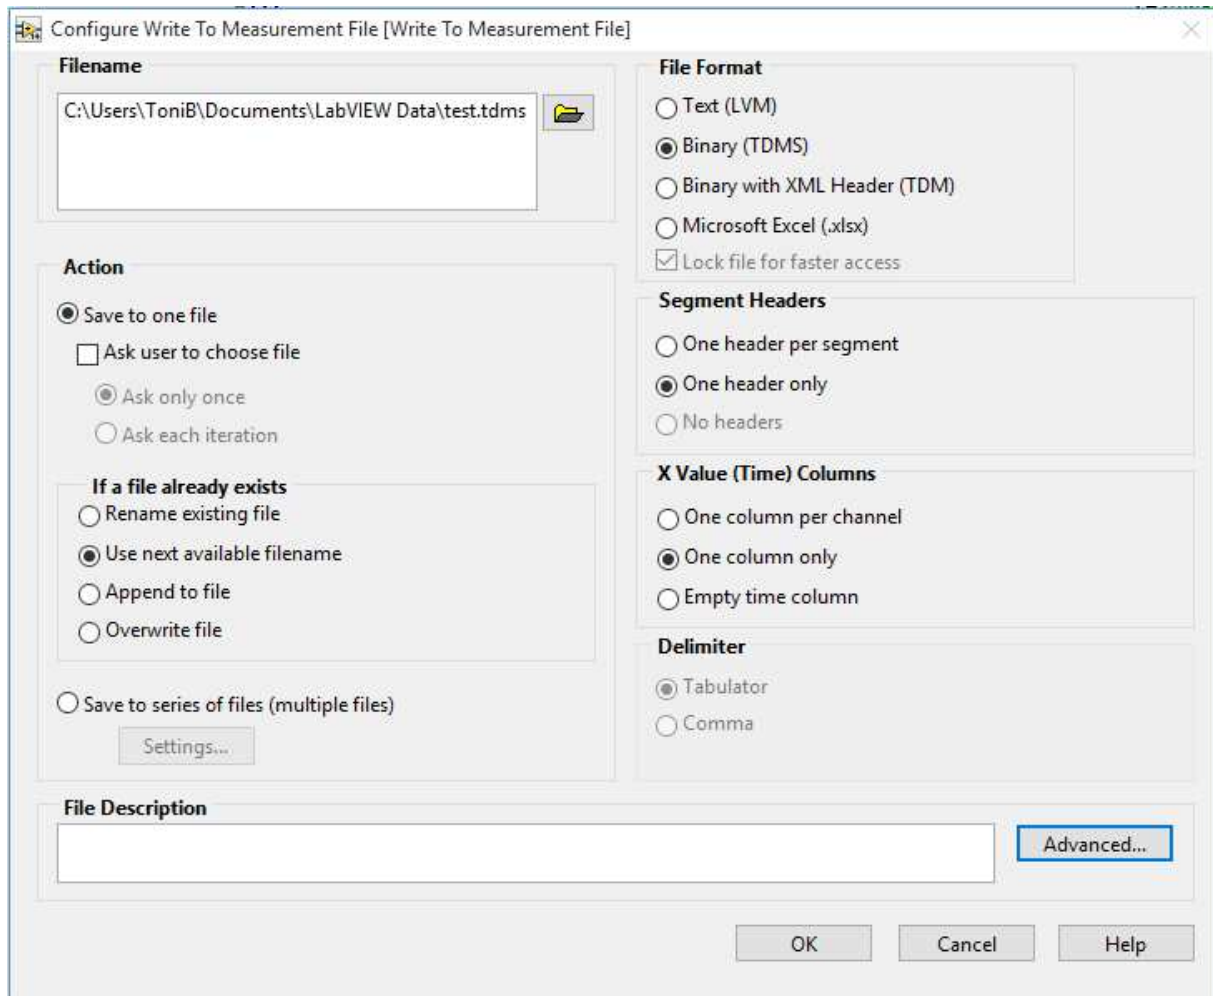 Configure Write To Measurement File [Write To Measurement File]
Filename
C:\Users\ToniB\Documents\LabVIEW Data\test.tdms
Action
Save to one file
Ask user to choose file
Ask only once
Ask each iteration
If a file already exists
Rename existing file
Use next available filename
Append to file
Overwrite file
Save to series of files (multiple files)
Settings...
File Format
Text (LVM)
Binary (TDMS)
Binary with XML Header (TDM)
Microsoft Excel (.xlsx)
Lock file for faster access
Segment Headers
One header per segment
One header only
No headers
X Value (Time) Columns
One column per channel
One column only
Empty time column
Delimiter
Tabulator
Comma
File Description
Advanced...
OK
Cancel
Help